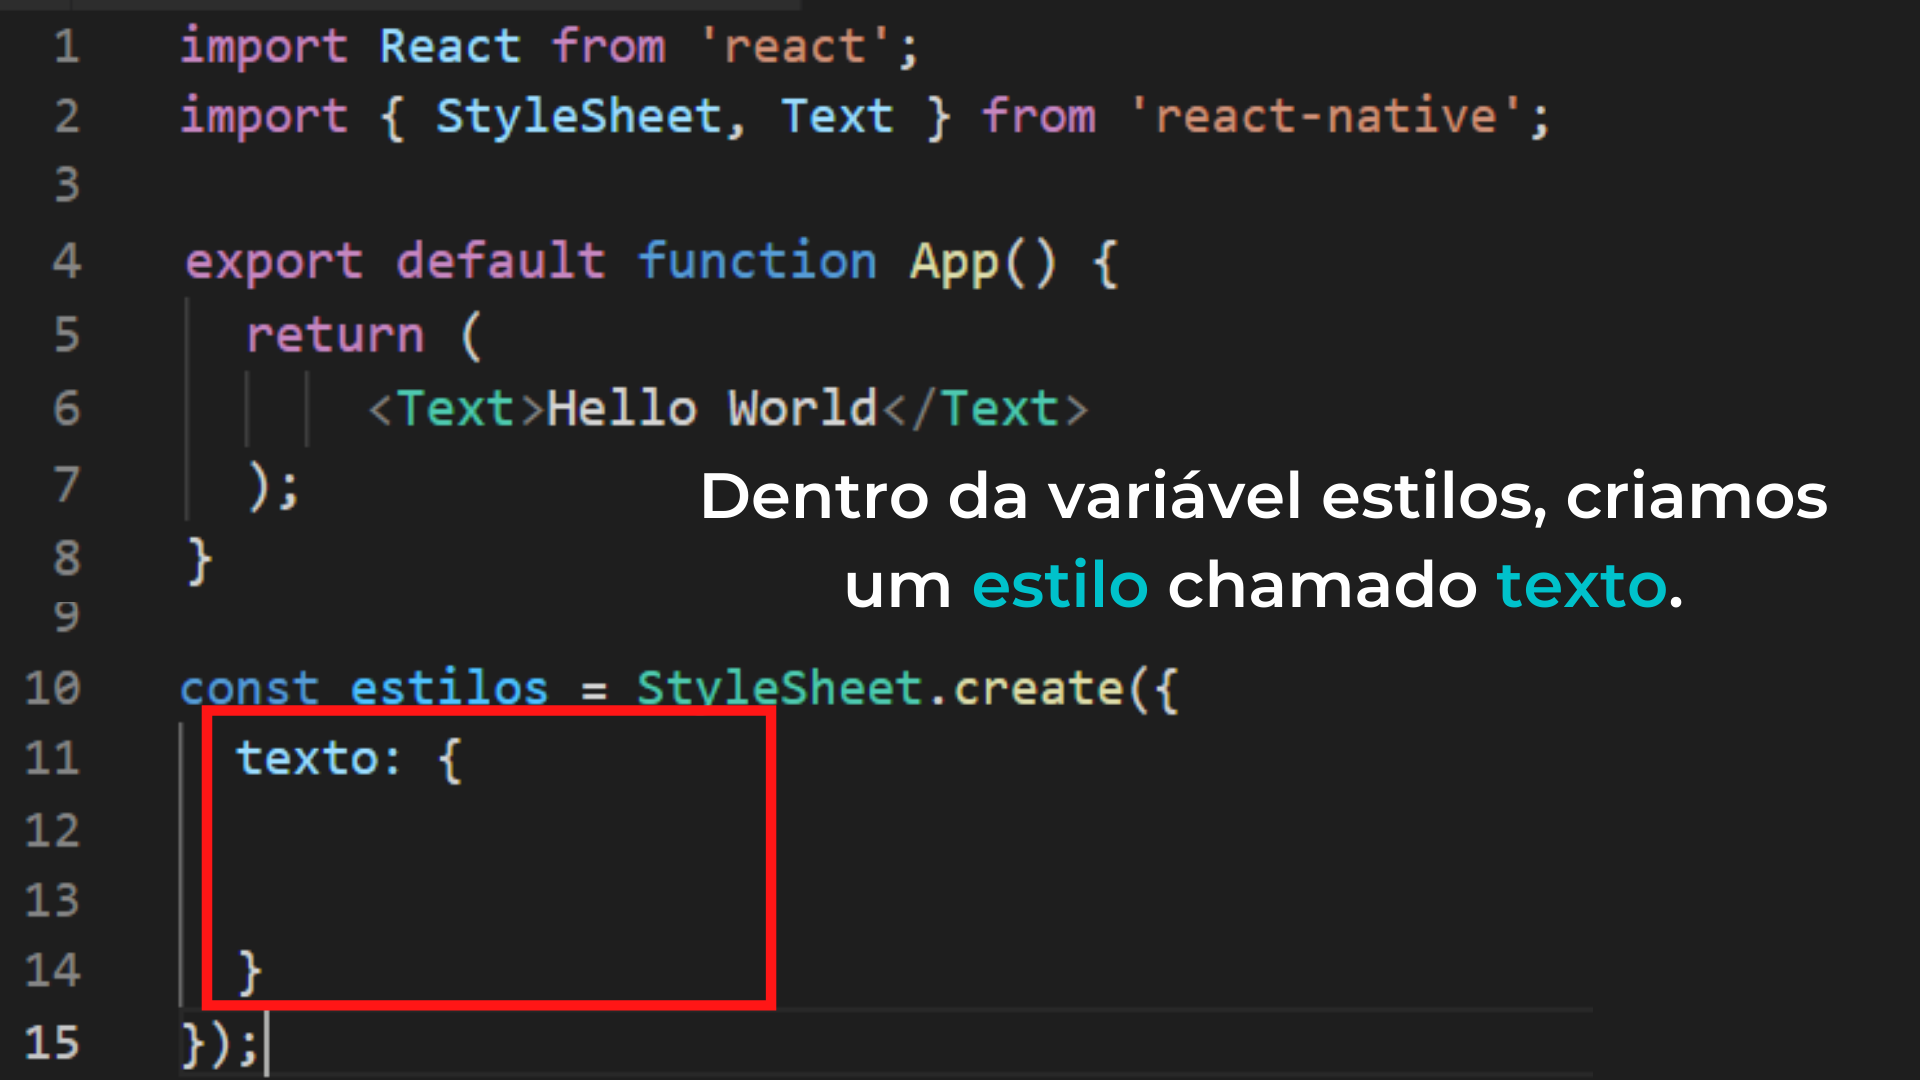 1 import React from 'react';
2 import { StyleSheet, Text } from 'react-native';
3
4 export default function App() {
5 return (
6 <Text>Hello World</Text>
7 );
8 }
9
Dentro da variável estilos, criamos
um estilo chamado texto.
10 const estilos = StyleSheet.create({
11 texto: {
12
13
14 }
15 });